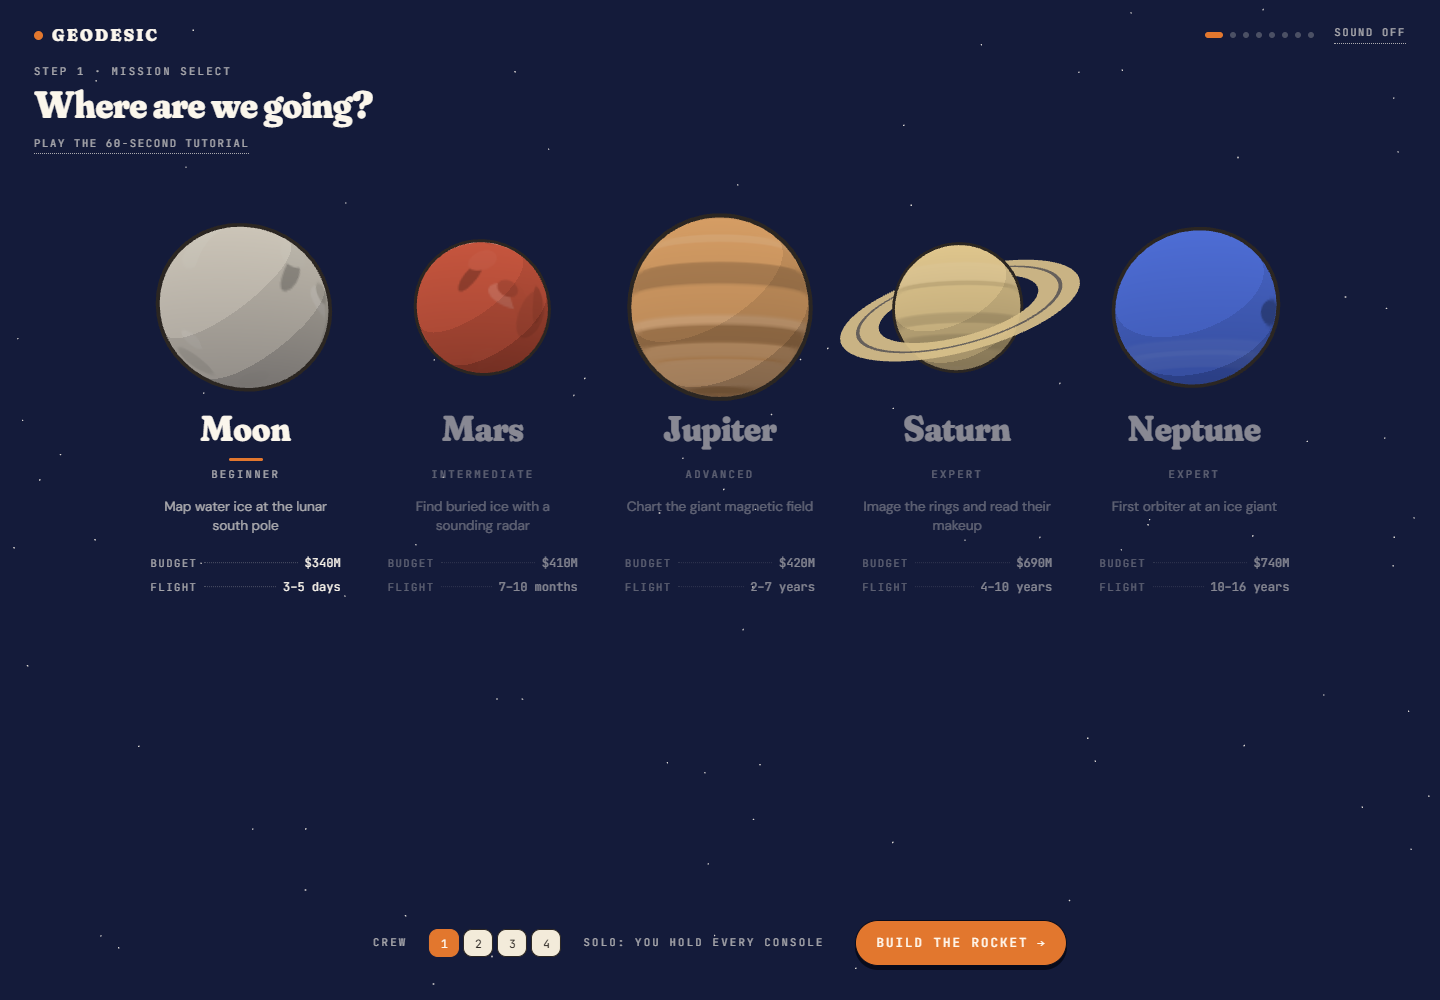 GEODESIC
SOUND OFF
STEP 1 · MISSION SELECT
Where are we going?
PLAY THE 60-SECOND TUTORIAL
Moon
BEGINNER
Map water ice at the lunar
south pole
BUDGET $340M
FLIGHT 3–5 days
Mars
INTERMEDIATE
Find buried ice with a
sounding radar
BUDGET $410M
FLIGHT 7–10 months
Jupiter
ADVANCED
Chart the giant magnetic field
BUDGET $420M
FLIGHT 2–7 years
Saturn
EXPERT
Image the rings and read their
makeup
BUDGET $690M
FLIGHT 4–10 years
Neptune
EXPERT
First orbiter at an ice giant
BUDGET $740M
FLIGHT 10–16 years
CREW 1 2 3 4 SOLO: YOU HOLD EVERY CONSOLE
BUILD THE ROCKET →